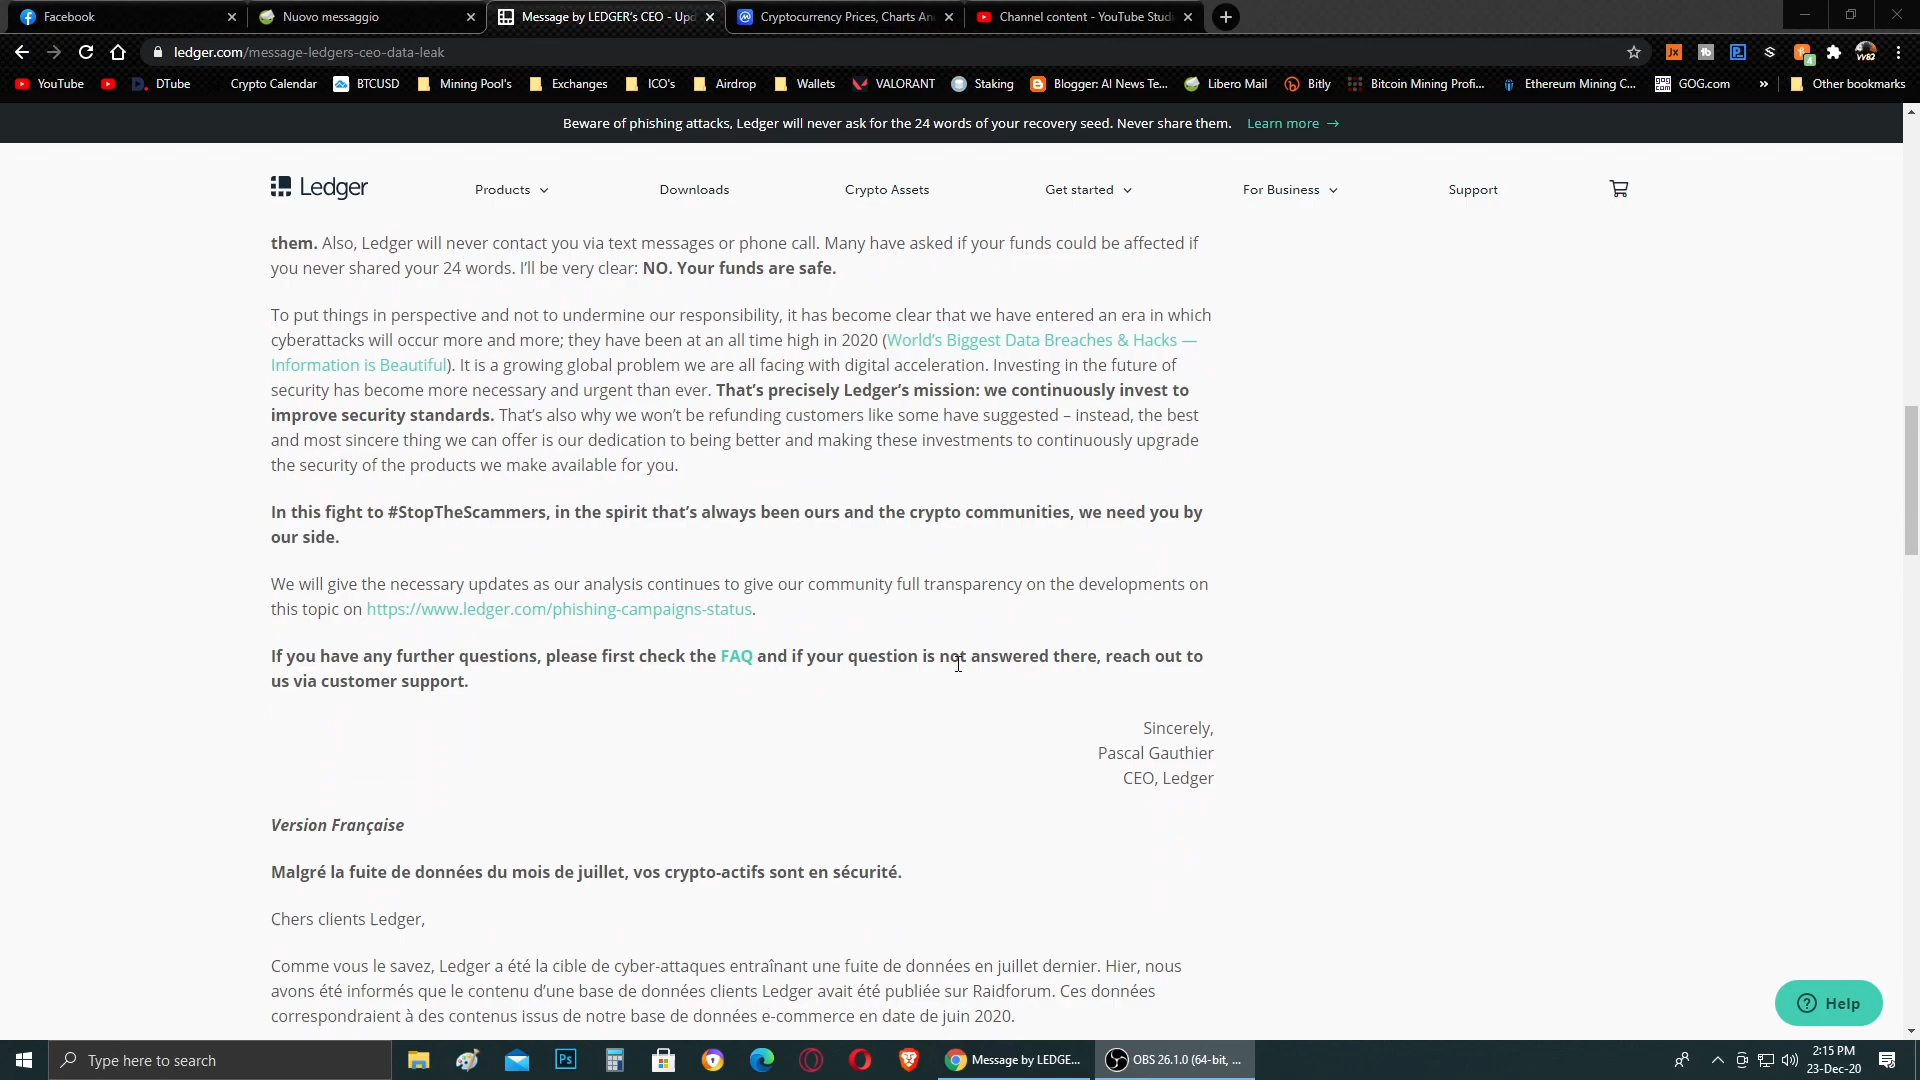 Facebook
Nuovo messaggio
Message by LEDGER's CEO - Upd
Cryptocurrency Prices, Charts An
Channel content - YouTube Studi
ledger.com/message-ledgers-ceo-data-leak
4
YouTube
DTube
Crypto Calendar
BTCUSD
Mining Pool's
Exchanges
ICO's
Airdrop
Wallets
VALORANT
Staking
Blogger: AI News Te...
Libero Mail
Bitly
Bitcoin Mining Profi...
Ethereum Mining C...
GOG.com
»
Other bookmarks
Beware of phishing attacks, Ledger will never ask for the 24 words of your recovery seed. Never share them. Learn more →
Ledger
Products
Downloads
Crypto Assets
Get started
For Business
Support
them. Also, Ledger will never contact you via text messages or phone call. Many have asked if your funds could be affected if
you never shared your 24 words. I'll be very clear: NO. Your funds are safe.
To put things in perspective and not to undermine our responsibility, it has become clear that we have entered an era in which
cyberattacks will occur more and more; they have been at an all time high in 2020 (World's Biggest Data Breaches & Hacks —
Information is Beautiful). It is a growing global problem we are all facing with digital acceleration. Investing in the future of
security has become more necessary and urgent than ever. That's precisely Ledger's mission: we continuously invest to
improve security standards. That's also why we won't be refunding customers like some have suggested – instead, the best
and most sincere thing we can offer is our dedication to being better and making these investments to continuously upgrade
the security of the products we make available for you.
In this fight to #StopTheScammers, in the spirit that's always been ours and the crypto communities, we need you by
our side.
We will give the necessary updates as our analysis continues to give our community full transparency on the developments on
this topic on https://www.ledger.com/phishing-campaigns-status.
If you have any further questions, please first check the FAQ and if your question is not answered there, reach out to
us via customer support.
Sincerely,
Pascal Gauthier
CEO, Ledger
Version Française
Malgré la fuite de données du mois de juillet, vos crypto-actifs sont en sécurité.
Chers clients Ledger,
Comme vous le savez, Ledger a été la cible de cyber-attaques entraînant une fuite de données en juillet dernier. Hier, nous
avons été informés que le contenu d'une base de données clients Ledger avait été publiée sur Raidforum. Ces données
correspondraient à des contenus issus de notre base de données e-commerce en date de juin 2020.
Help
Type here to search
Ps
Message by LEDGE...
OBS 26.1.0 (64-bit, ...
2:15 PM
23-Dec-20